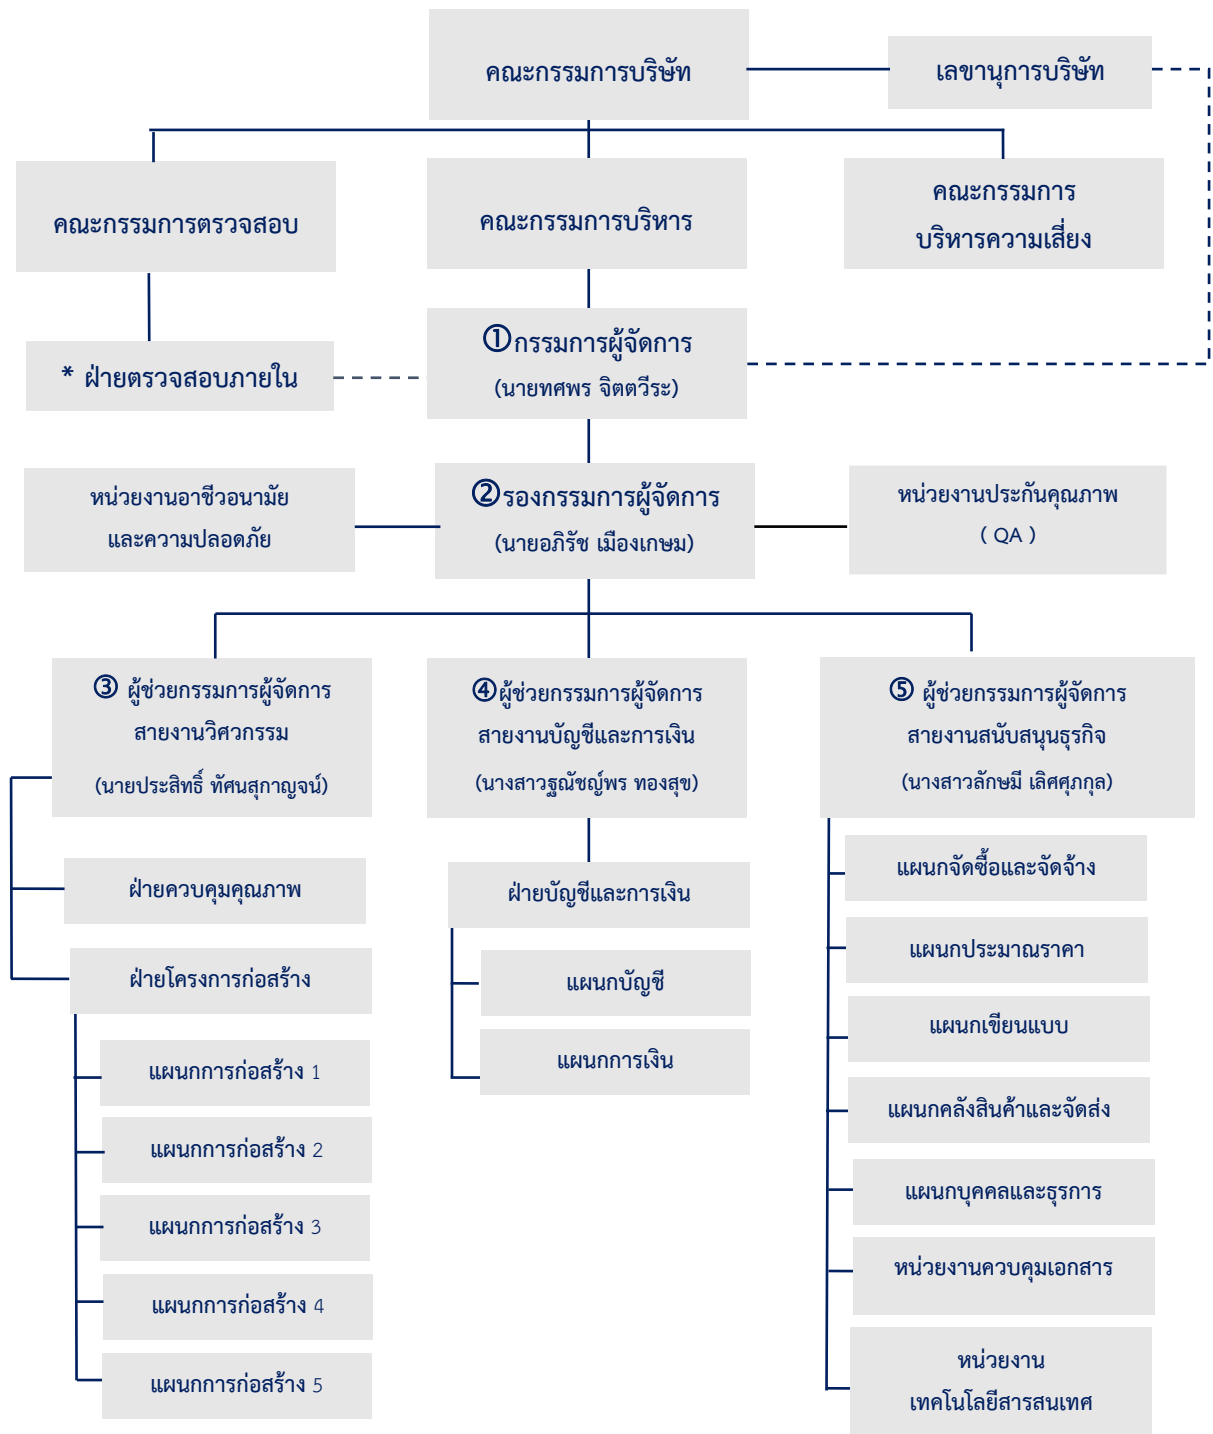 คณะกรรมการบริษัท
เลขานุการบริษัท
คณะกรรมการตรวจสอบ
คณะกรรมการบริหาร
คณะกรรมการ
บริหารความเสี่ยง
* ฝ่ายตรวจสอบภายใน
① กรรมการผู้จัดการ
(นายทศพร จิตตวีระ)
หน่วยงานอาชีวอนามัย
และความปลอดภัย
② รองกรรมการผู้จัดการ
(นายอภิรัช เมืองเกษม)
หน่วยงานประกันคุณภาพ
( QA )
③ ผู้ช่วยกรรมการผู้จัดการ
สายงานวิศวกรรม
(นายประสิทธิ์ ทัศนสุกาญจน์)
④ ผู้ช่วยกรรมการผู้จัดการ
สายงานบัญชีและการเงิน
(นางสาวฐณัชญ์พร ทองสุข)
⑤ ผู้ช่วยกรรมการผู้จัดการ
สายงานสนับสนุนธุรกิจ
(นางสาวลักษมี เลิศศุภกุล)
ฝ่ายควบคุมคุณภาพ
ฝ่ายโครงการก่อสร้าง
แผนกการก่อสร้าง 1
แผนกการก่อสร้าง 2
แผนกการก่อสร้าง 3
แผนกการก่อสร้าง 4
แผนกการก่อสร้าง 5
ฝ่ายบัญชีและการเงิน
แผนกบัญชี
แผนกการเงิน
แผนกจัดซื้อและจัดจ้าง
แผนกประมาณราคา
แผนกเขียนแบบ
แผนกคลังสินค้าและจัดส่ง
แผนกบุคคลและธุรการ
หน่วยงานควบคุมเอกสาร
หน่วยงาน
เทคโนโลยีสารสนเทศ